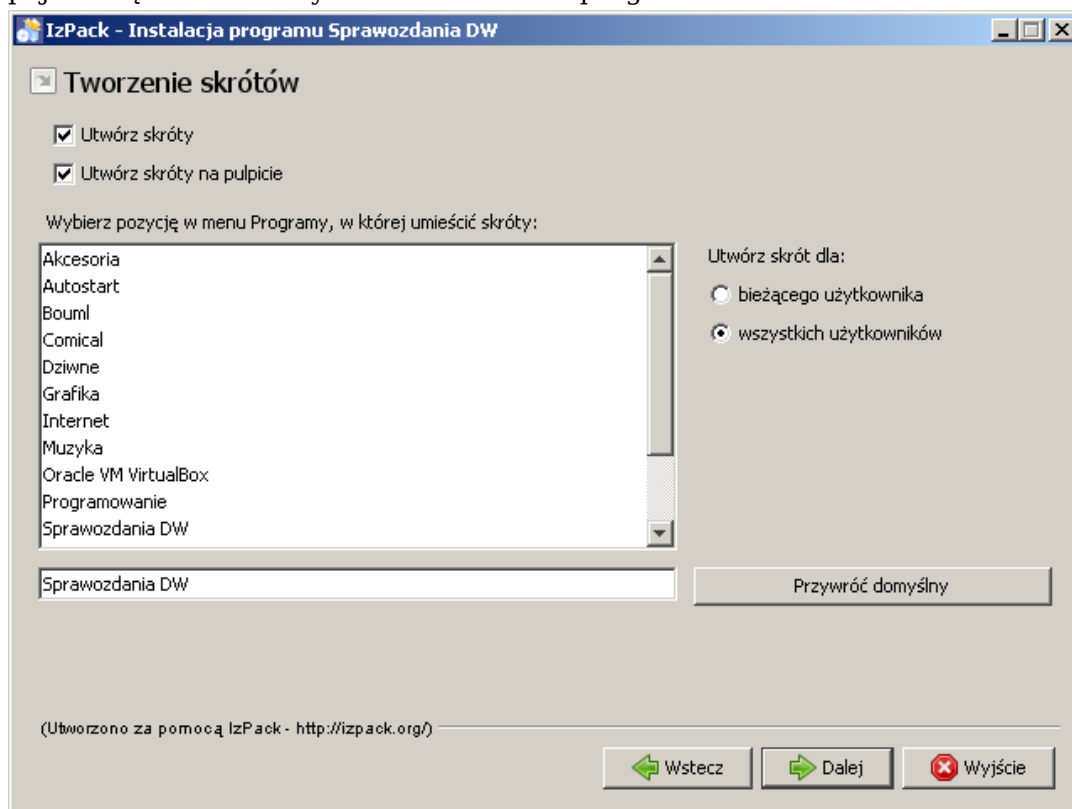 IzPack - Instalacja programu Sprawozdania DW
Tworzenie skrótów
Utwórz skróty
Utwórz skróty na pulpicie
Wybierz pozycję w menu Programy, w której umieścić skróty:
Akcesoria
Autostart
Bouml
Comical
Dziwne
Grafika
Internet
Muzyka
Oracle VM VirtualBox
Programowanie
Sprawozdania DW
Utwórz skrót dla:
bieżącego użytkownika
wszystkich użytkowników
Sprawozdania DW
Przywróć domyślny
(Utworzono za pomocą IzPack - http://izpack.org/)
Wstecz
Dalej
Wyjście